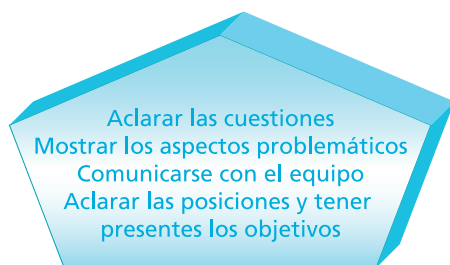 Aclarar las cuestiones
Mostrar los aspectos problemáticos
Comunicarse con el equipo
Aclarar las posiciones y tener
presentes los objetivos